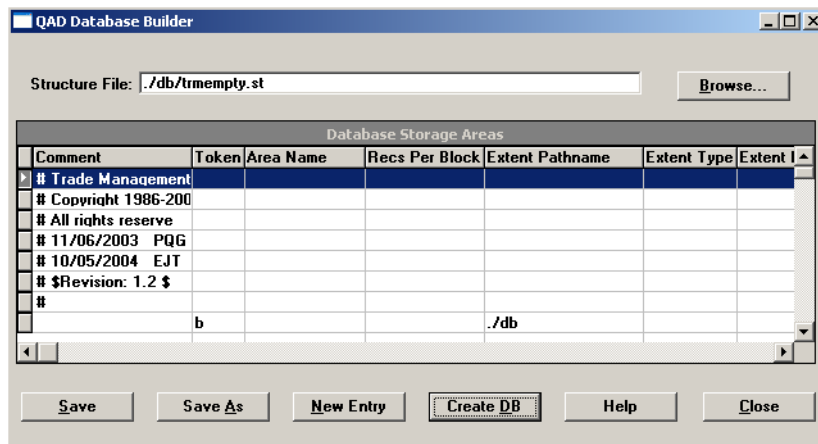 QAD Database Builder
Structure File: ./db/trmempty.st Browse...
Database Storage Areas
Comment Token Area Name Recs Per Block Extent Pathname Extent Type Extent
# Trade Management
# Copyright 1986-200
# All rights reserve
# 11/06/2003 PQG
# 10/05/2004 EJT
# $Revision: 1.2 $
#
b ./db
Save Save As New Entry Create DB Help Close